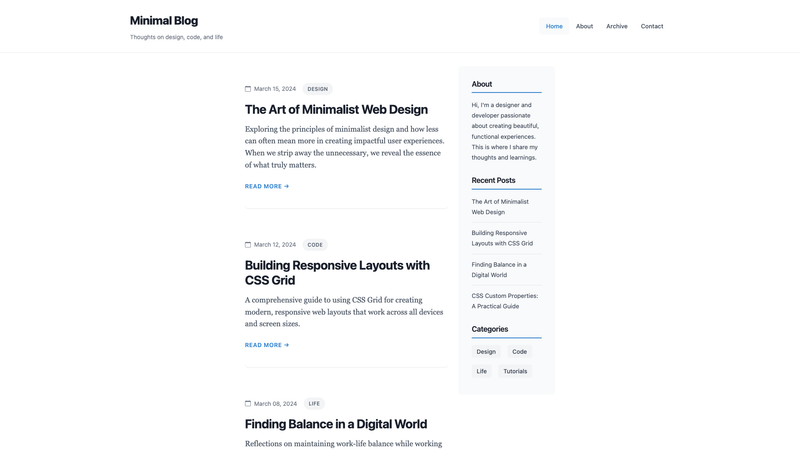 Minimal Blog
Thoughts on design, code, and life
Home
About
Archive
Contact
March 15, 2024
DESIGN
The Art of Minimalist Web Design
Exploring the principles of minimalist design and how less
can often mean more in creating impactful user experiences.
When we strip away the unnecessary, we reveal the essence
of what truly matters.
READ MORE →
March 12, 2024
CODE
Building Responsive Layouts with
CSS Grid
A comprehensive guide to using CSS Grid for creating
modern, responsive web layouts that work across all devices
and screen sizes.
READ MORE →
March 08, 2024
LIFE
Finding Balance in a Digital World
Reflections on maintaining work-life balance while working
About
Hi, I'm a designer and
developer passionate
about creating beautiful,
functional experiences.
This is where I share my
thoughts and learnings.
Recent Posts
The Art of Minimalist
Web Design
Building Responsive
Layouts with CSS Grid
Finding Balance in a
Digital World
CSS Custom Properties:
A Practical Guide
Categories
Design
Code
Life
Tutorials